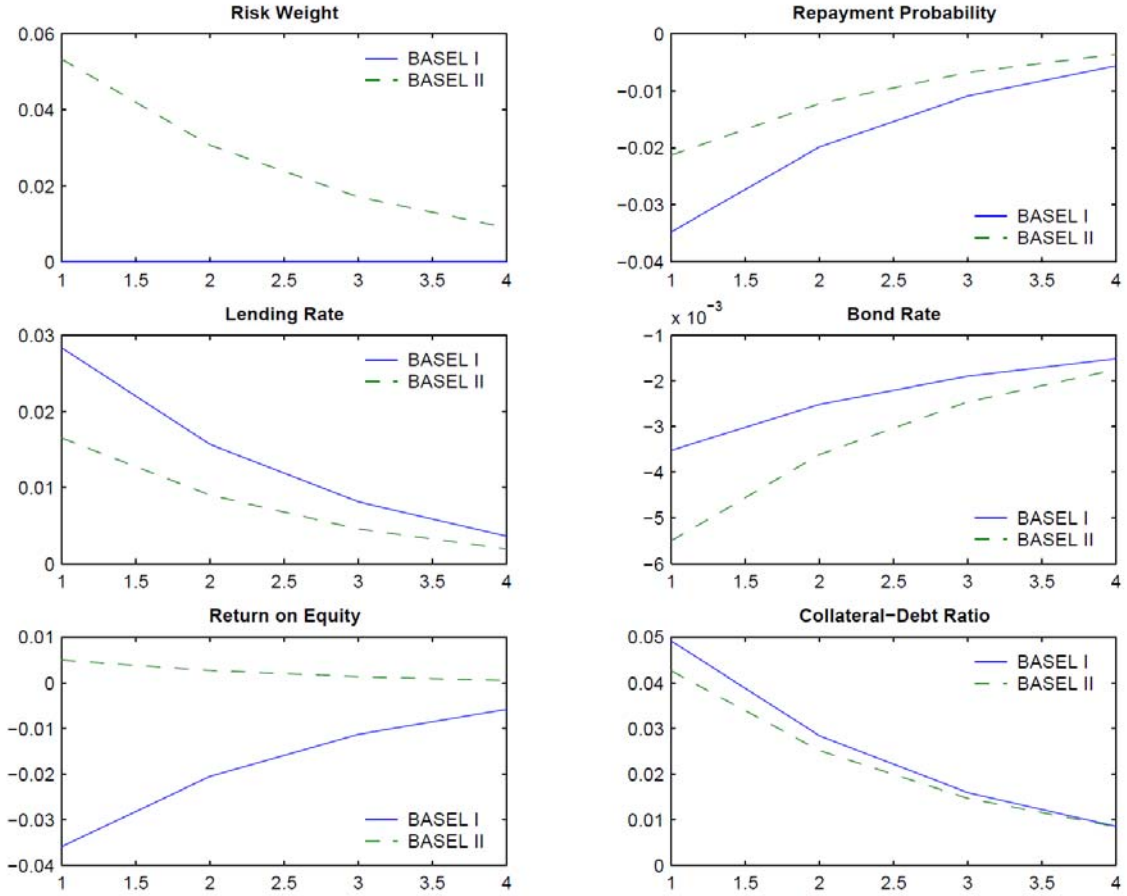 Risk Weight
0.06
0.04
0.02
0
BASEL I
BASEL II
1 1.5 2 2.5 3 3.5 4
Repayment Probability
0
−0.01
−0.02
−0.03
−0.04
BASEL I
BASEL II
1 1.5 2 2.5 3 3.5 4
Lending Rate
0.03
0.02
0.01
0
BASEL I
BASEL II
1 1.5 2 2.5 3 3.5 4
x 10⁻³
Bond Rate
−1
−2
−3
−4
−5
−6
BASEL I
BASEL II
1 1.5 2 2.5 3 3.5 4
Return on Equity
0.01
0
−0.01
−0.02
−0.03
−0.04
BASEL I
BASEL II
1 1.5 2 2.5 3 3.5 4
Collateral−Debt Ratio
0.05
0.04
0.03
0.02
0.01
0
BASEL I
BASEL II
1 1.5 2 2.5 3 3.5 4